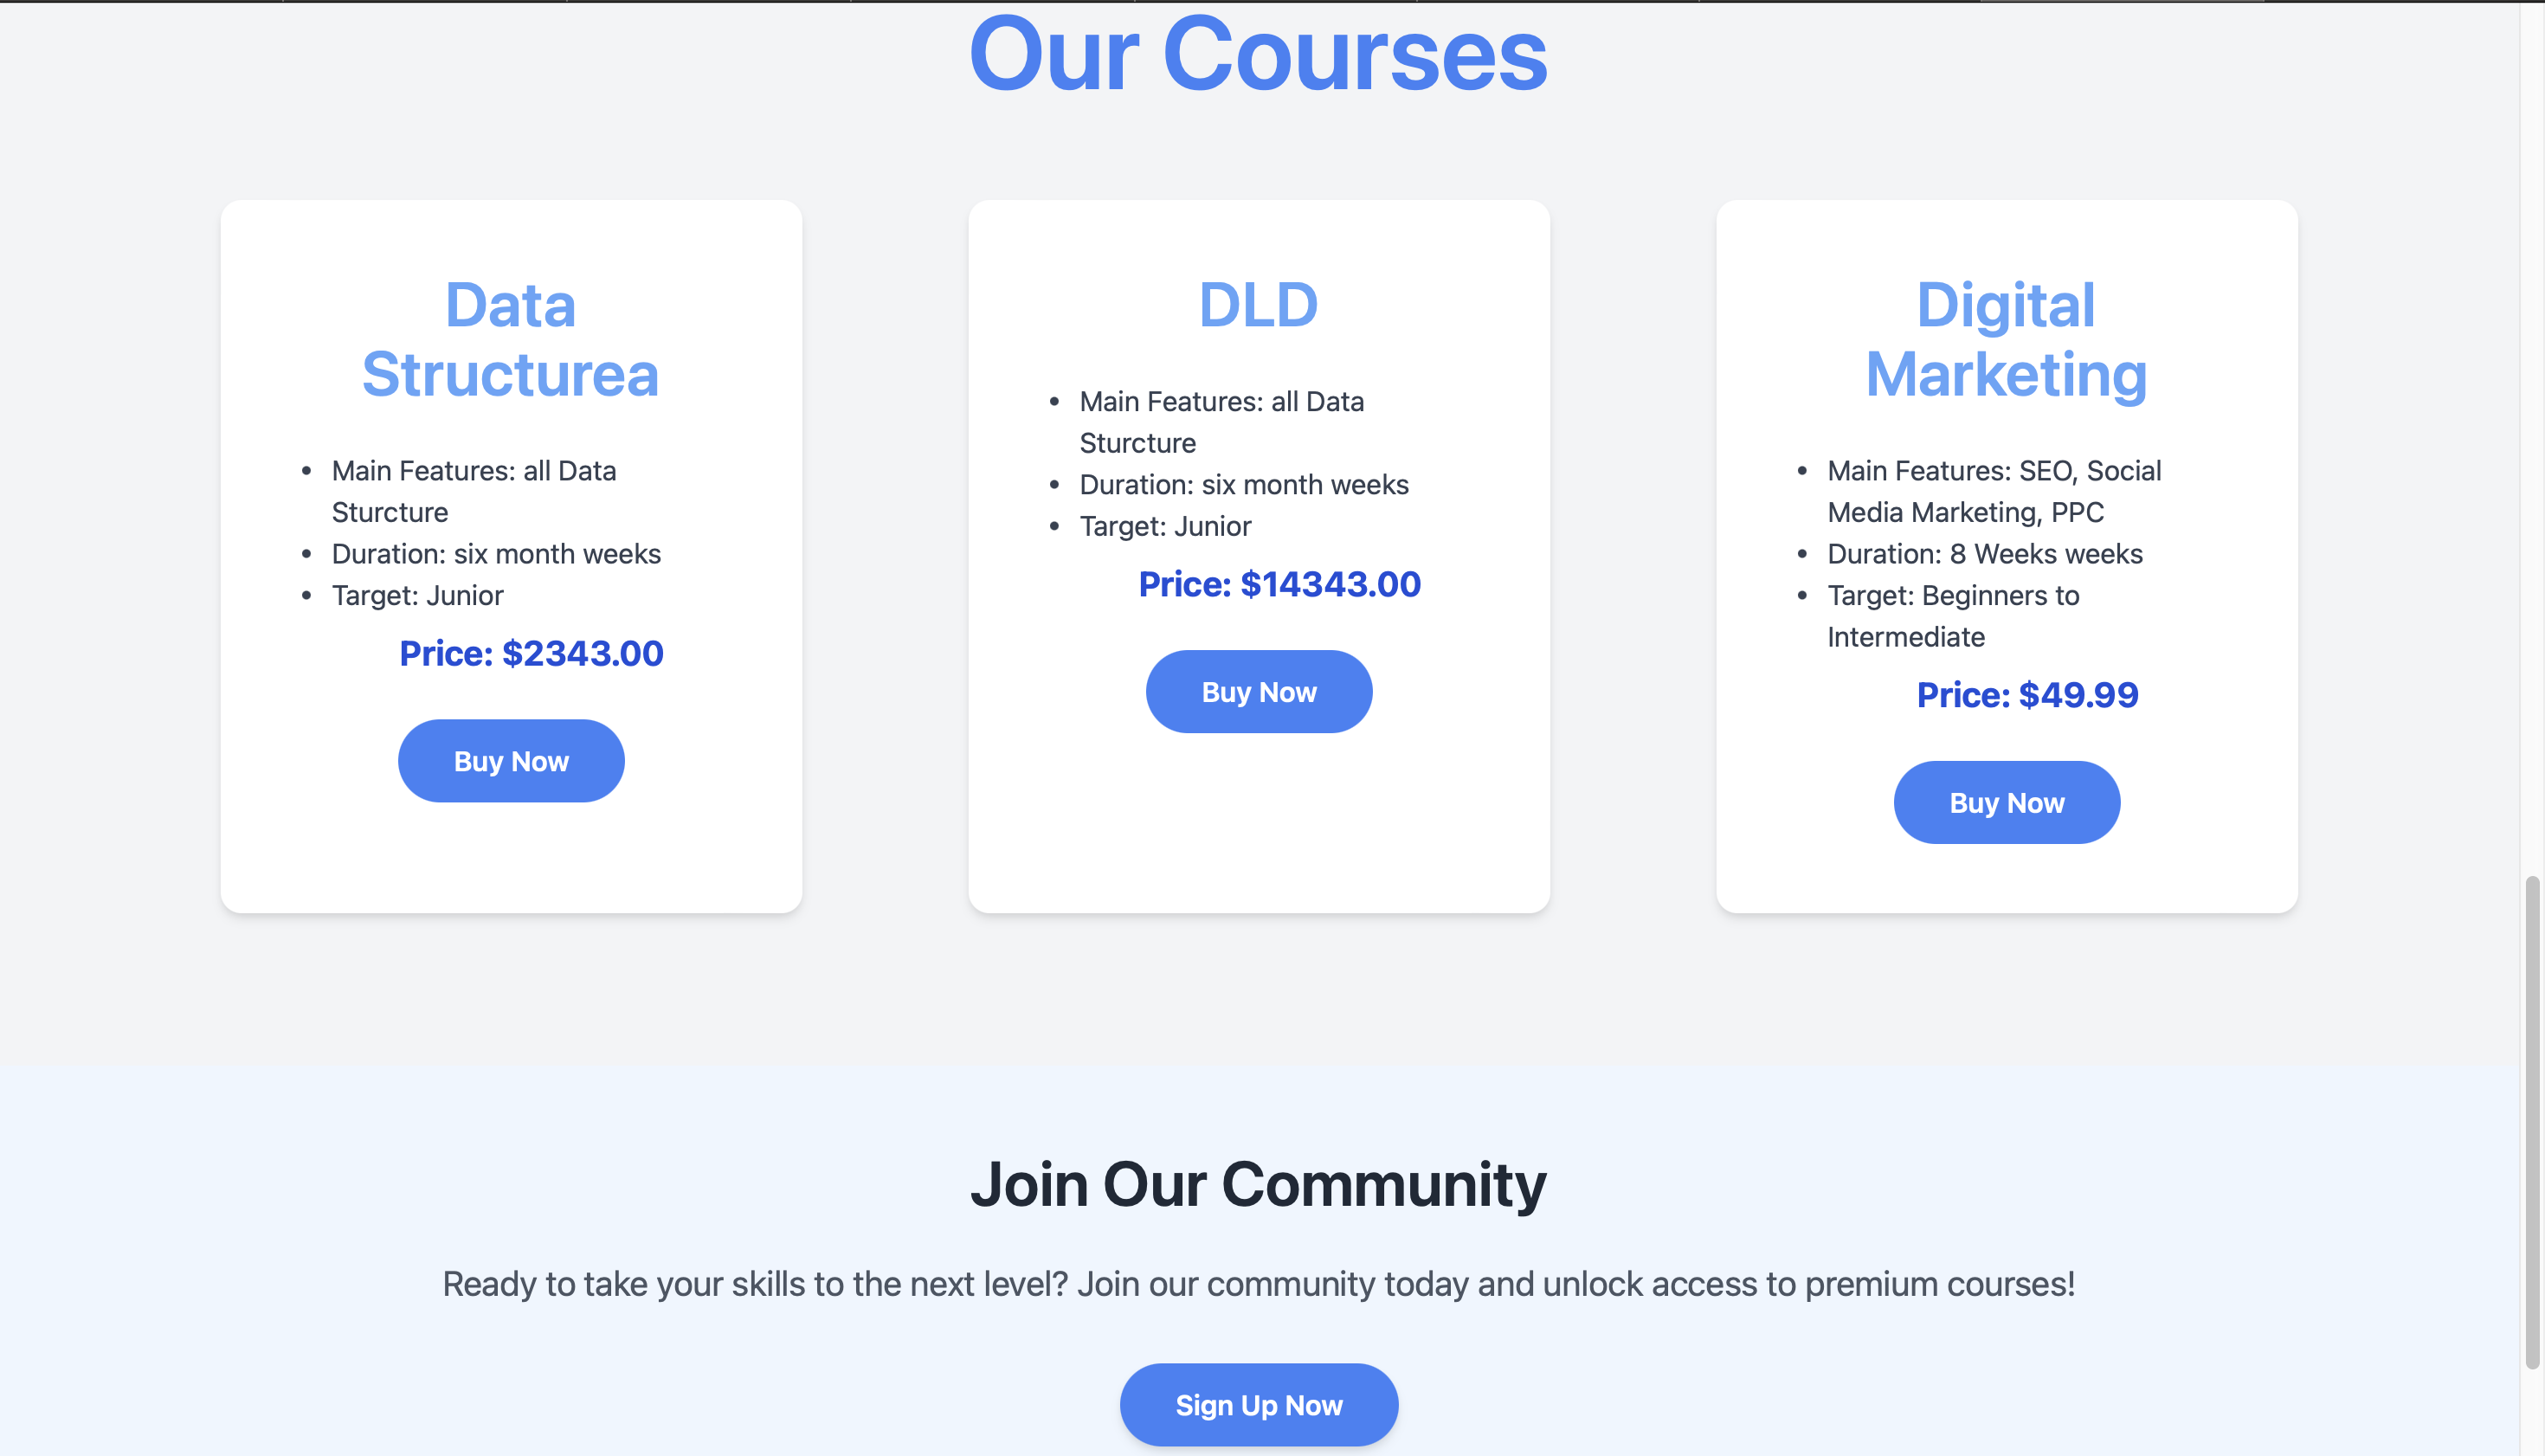 Our Courses
Data
Structurea
• Main Features: all Data
Sturcture
• Duration: six month weeks
• Target: Junior
Price: $2343.00
Buy Now
DLD
• Main Features: all Data
Sturcture
• Duration: six month weeks
• Target: Junior
Price: $14343.00
Buy Now
Digital
Marketing
• Main Features: SEO, Social
Media Marketing, PPC
• Duration: 8 Weeks weeks
• Target: Beginners to
Intermediate
Price: $49.99
Buy Now
Join Our Community
Ready to take your skills to the next level? Join our community today and unlock access to premium courses!
Sign Up Now